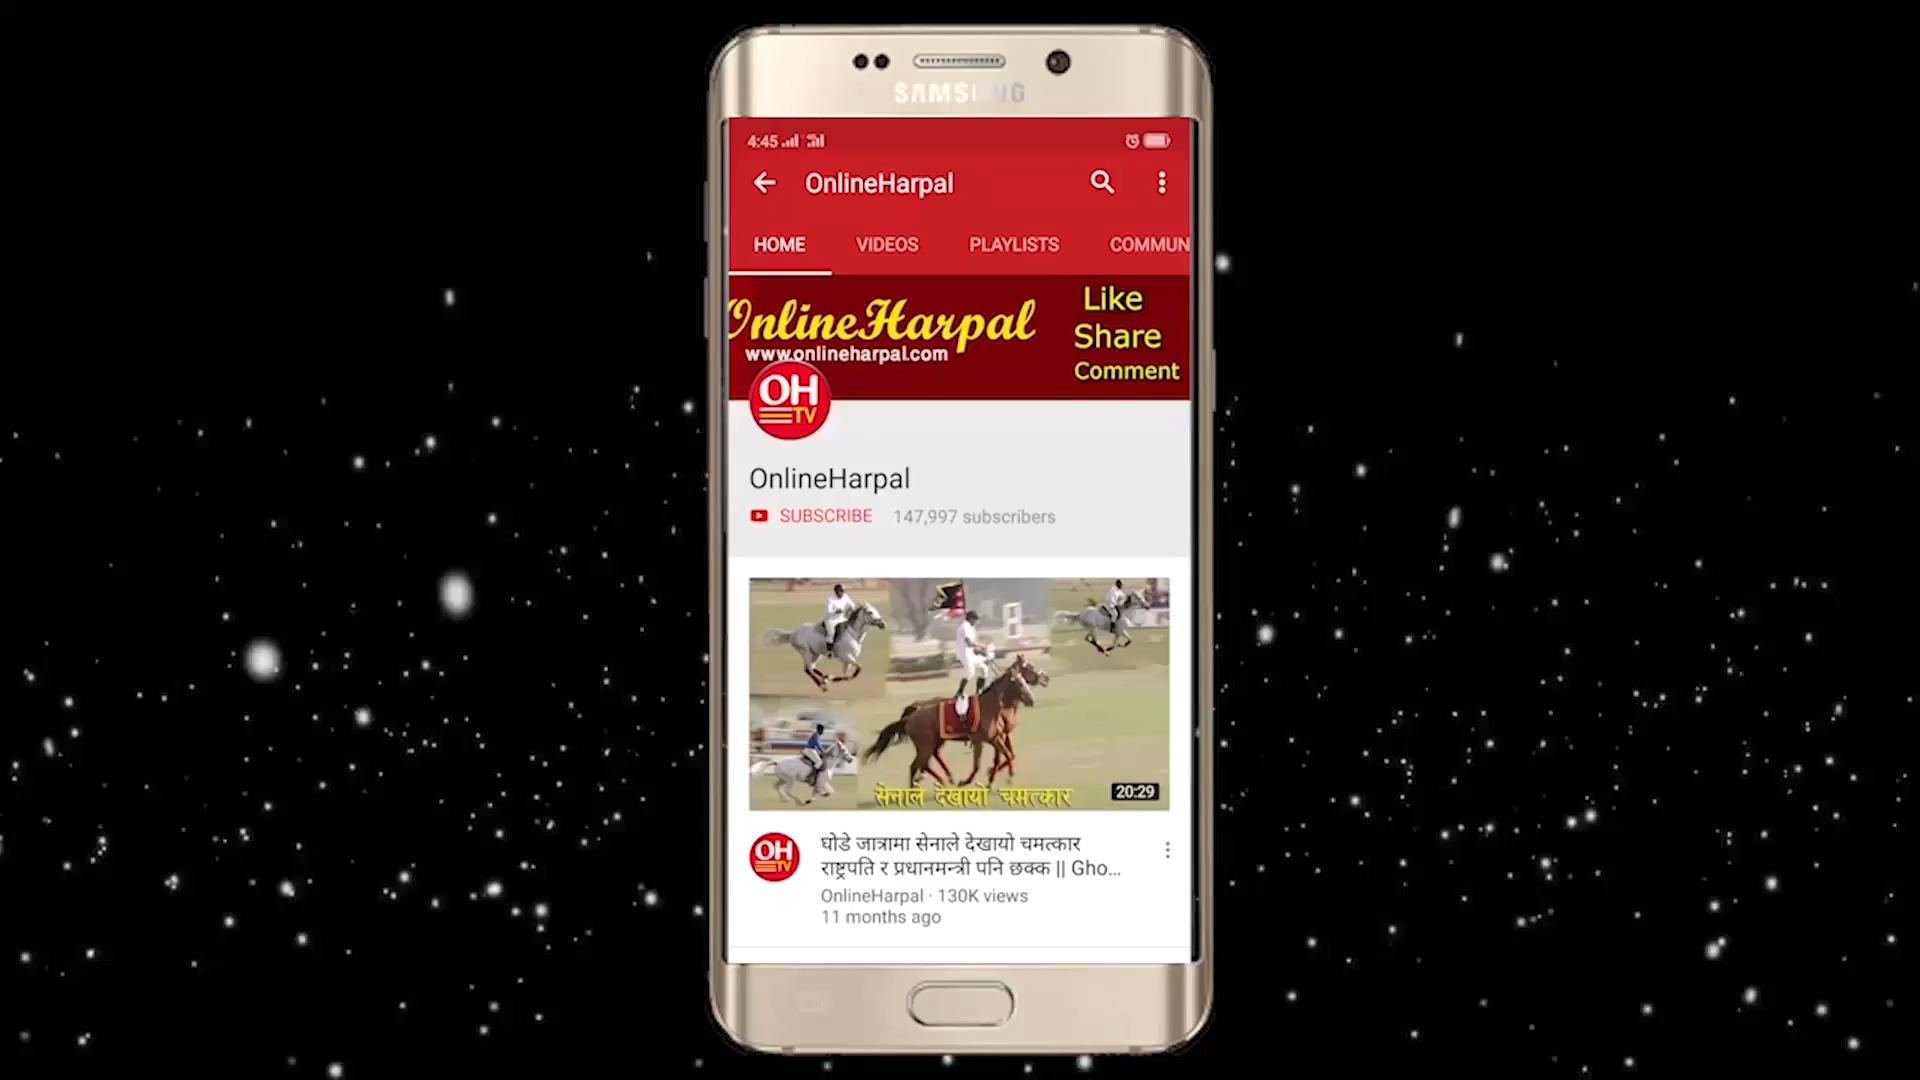 SAMSUNG
4:45
OnlineHarpal
HOME VIDEOS PLAYLISTS COMMUN
OnlineHarpal
www.onlineharpal.com
Like
Share
Comment
OH
TV
OnlineHarpal
SUBSCRIBE 147,997 subscribers
सेनाले देखायो चमत्कार
20:29
OH
TV
घोडे जात्रामा सेनाले देखायो चमत्कार
राष्ट्रपति र प्रधानमन्त्री पनि छक्क || Gho...
OnlineHarpal · 130K views
11 months ago